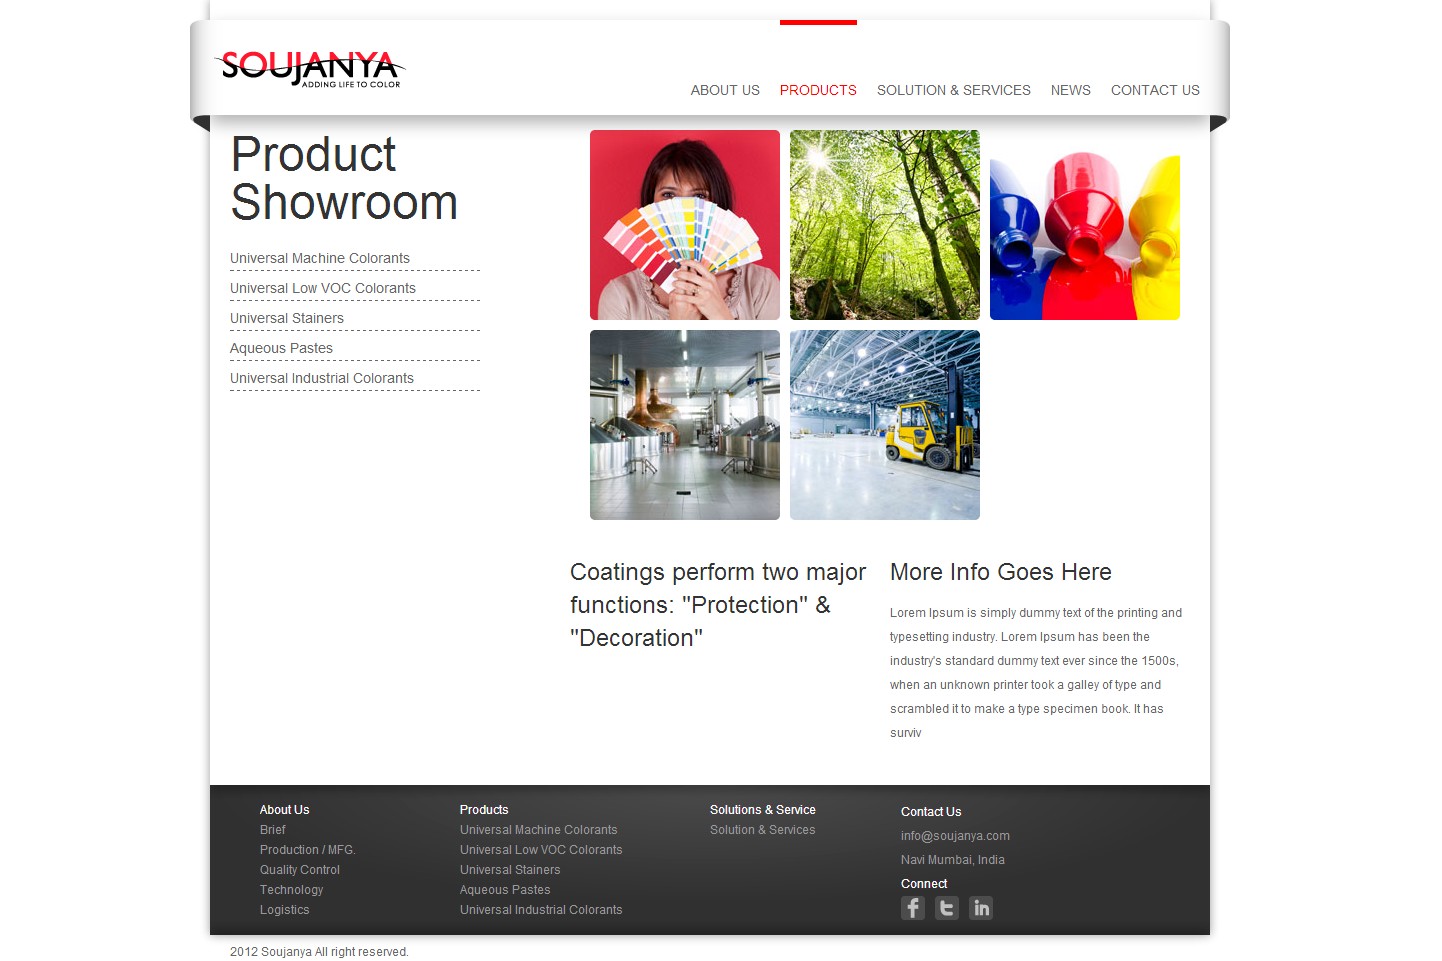 SOUJANYA
ADDING LIFE TO COLOR
ABOUT US PRODUCTS SOLUTION & SERVICES NEWS CONTACT US
Product
Showroom
Universal Machine Colorants
Universal Low VOC Colorants
Universal Stainers
Aqueous Pastes
Universal Industrial Colorants
Coatings perform two major
functions: "Protection" &
"Decoration"
More Info Goes Here
Lorem Ipsum is simply dummy text of the printing and
typesetting industry. Lorem Ipsum has been the
industry's standard dummy text ever since the 1500s,
when an unknown printer took a galley of type and
scrambled it to make a type specimen book. It has
surviv
About Us
Brief
Production / MFG.
Quality Control
Technology
Logistics
Products
Universal Machine Colorants
Universal Low VOC Colorants
Universal Stainers
Aqueous Pastes
Universal Industrial Colorants
Solutions & Service
Solution & Services
Contact Us
info@soujanya.com
Navi Mumbai, India
Connect
2012 Soujanya All right reserved.